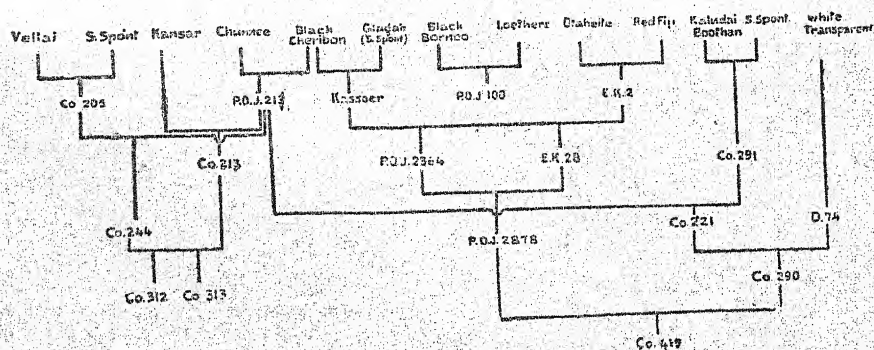 Vellai S.Spont Kansar Chunnee Black Cheribon Glagah (S.Spont) Black Borneo Loethers Otaheite Red Fiji Kaludai Boothan S.Spont. White Transparent
Co.205 P.O.J.213 Kassoer P.O.J.100 E.K.2
Co.213 P.O.J.2364 E.K.28 Co.291
Co.244 P.O.J.2878 Co.221 D.74
Co.312 Co.313 Co.290
Co.419